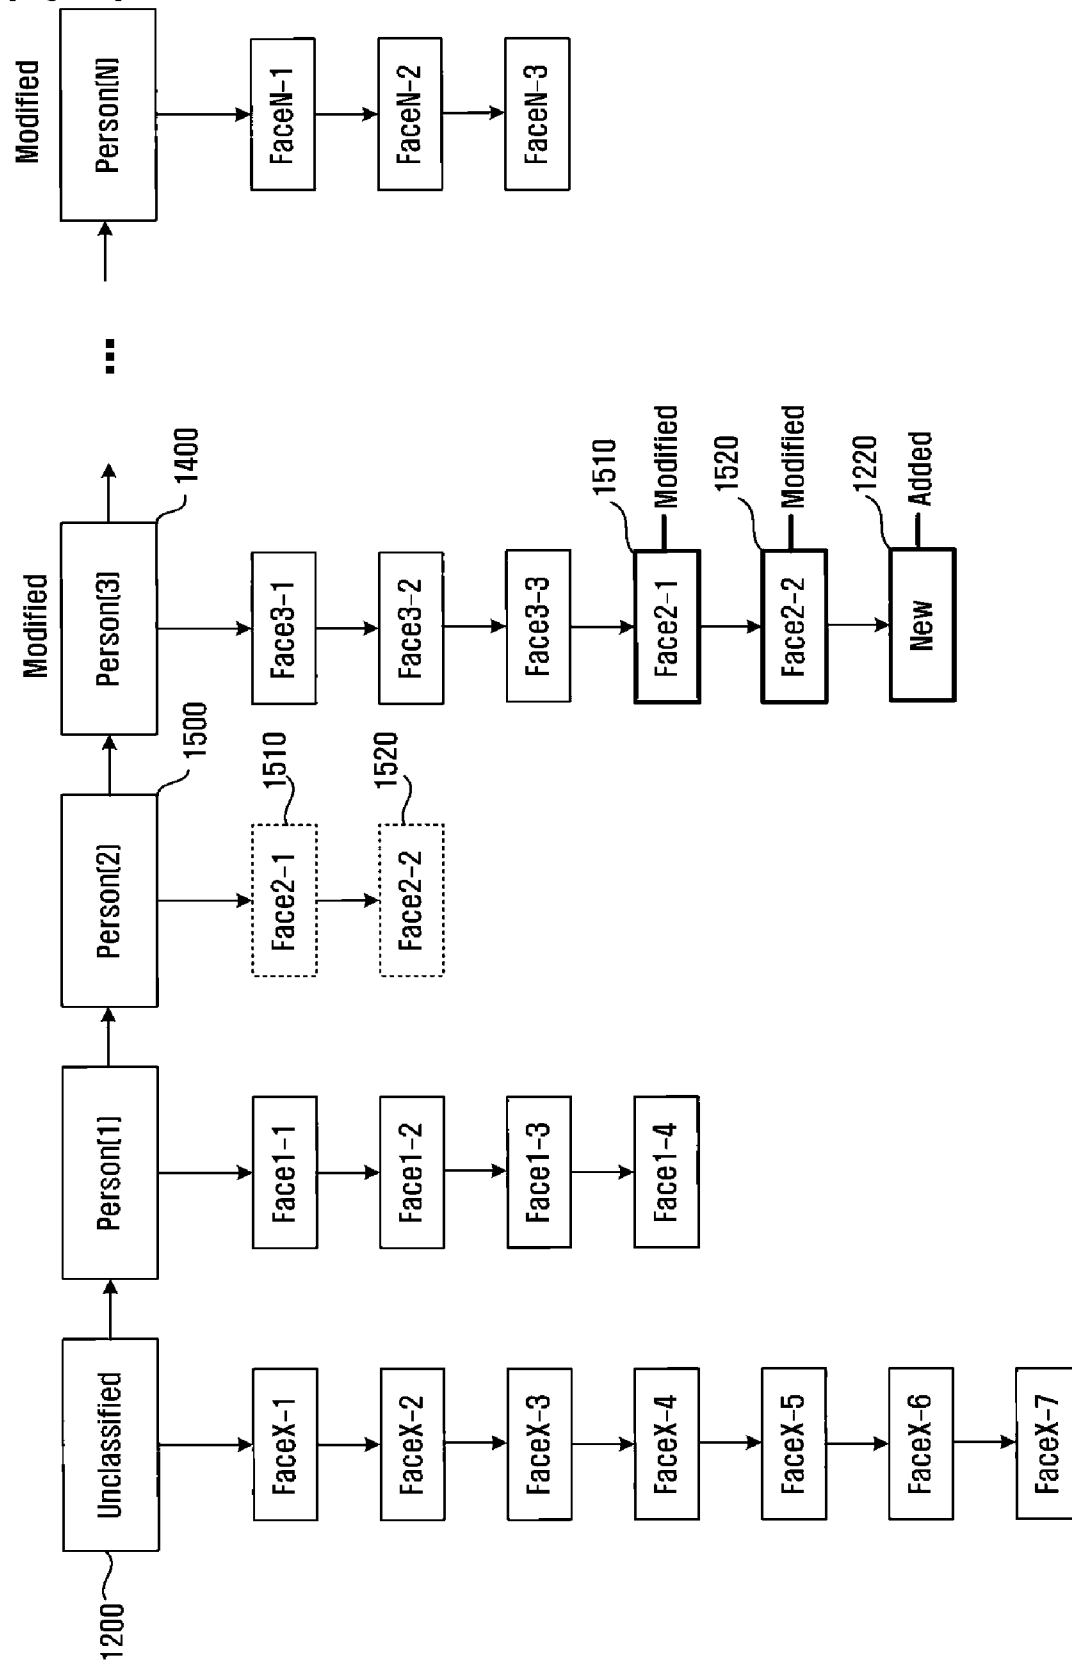 1200
Unclassified
FaceX-1
FaceX-2
FaceX-3
FaceX-4
FaceX-5
FaceX-6
FaceX-7
Person(1)
Face1-1
Face1-2
Face1-3
Face1-4
Person(2)
1500
Face2-1
1510
Face2-2
1520
Modified
Person(3)
1400
Face3-1
Face3-2
Face3-3
Face2-1
1510
Modified
Face2-2
1520
Modified
New
1220
Added
...
Modified
Person(N)
FaceN-1
FaceN-2
FaceN-3